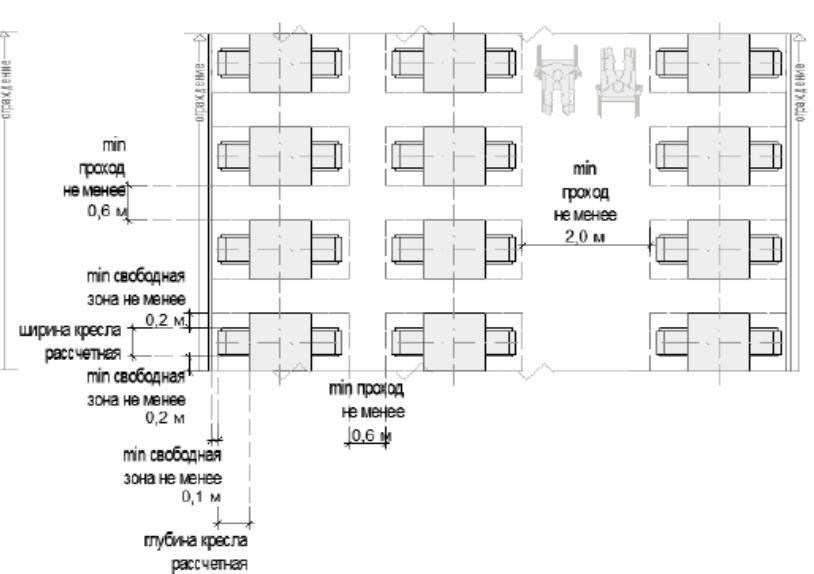 ограждение
ограждение
ограждение
min
проход
не менее
0,6 м
min
проход
не менее
2,0 м
min свободная
зона не менее
0,2 м
ширина кресла
рассчетная
min свободная
зона не менее
0,2 м
min проход
не менее
0,6 м
min свободная
зона не менее
0,1 м
глубина кресла
рассчетная